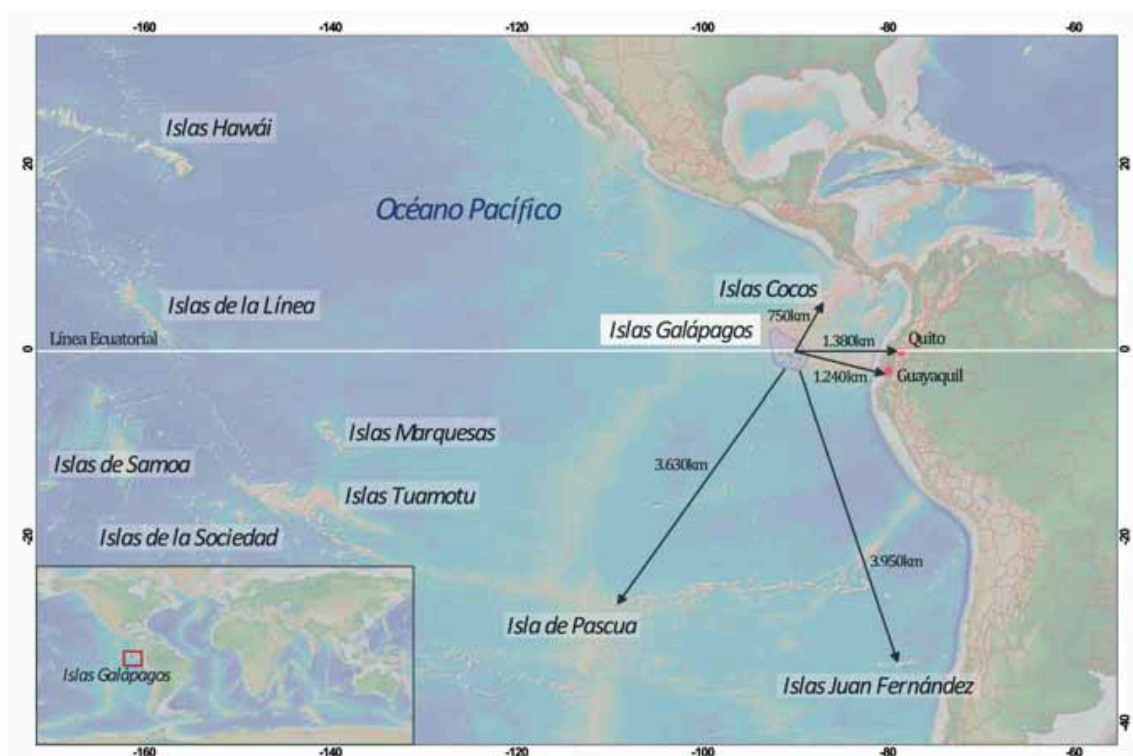 -160
-140
-120
-100
-80
-60
Islas Hawái
20
20
Océano Pacífico
Islas Cocos
Islas de la Línea
750km
Islas Galápagos
Línea Ecuatorial
1.380km
Quito
0
0
1.240km
Guayaquil
Islas Marquesas
Islas de Samoa
3.630km
Islas Tuamotu
Islas de la Sociedad
-20
-20
3.950km
Isla de Pascua
Islas Galápagos
Islas Juan Fernández
-40
-160
-140
-120
-100
-80
-60